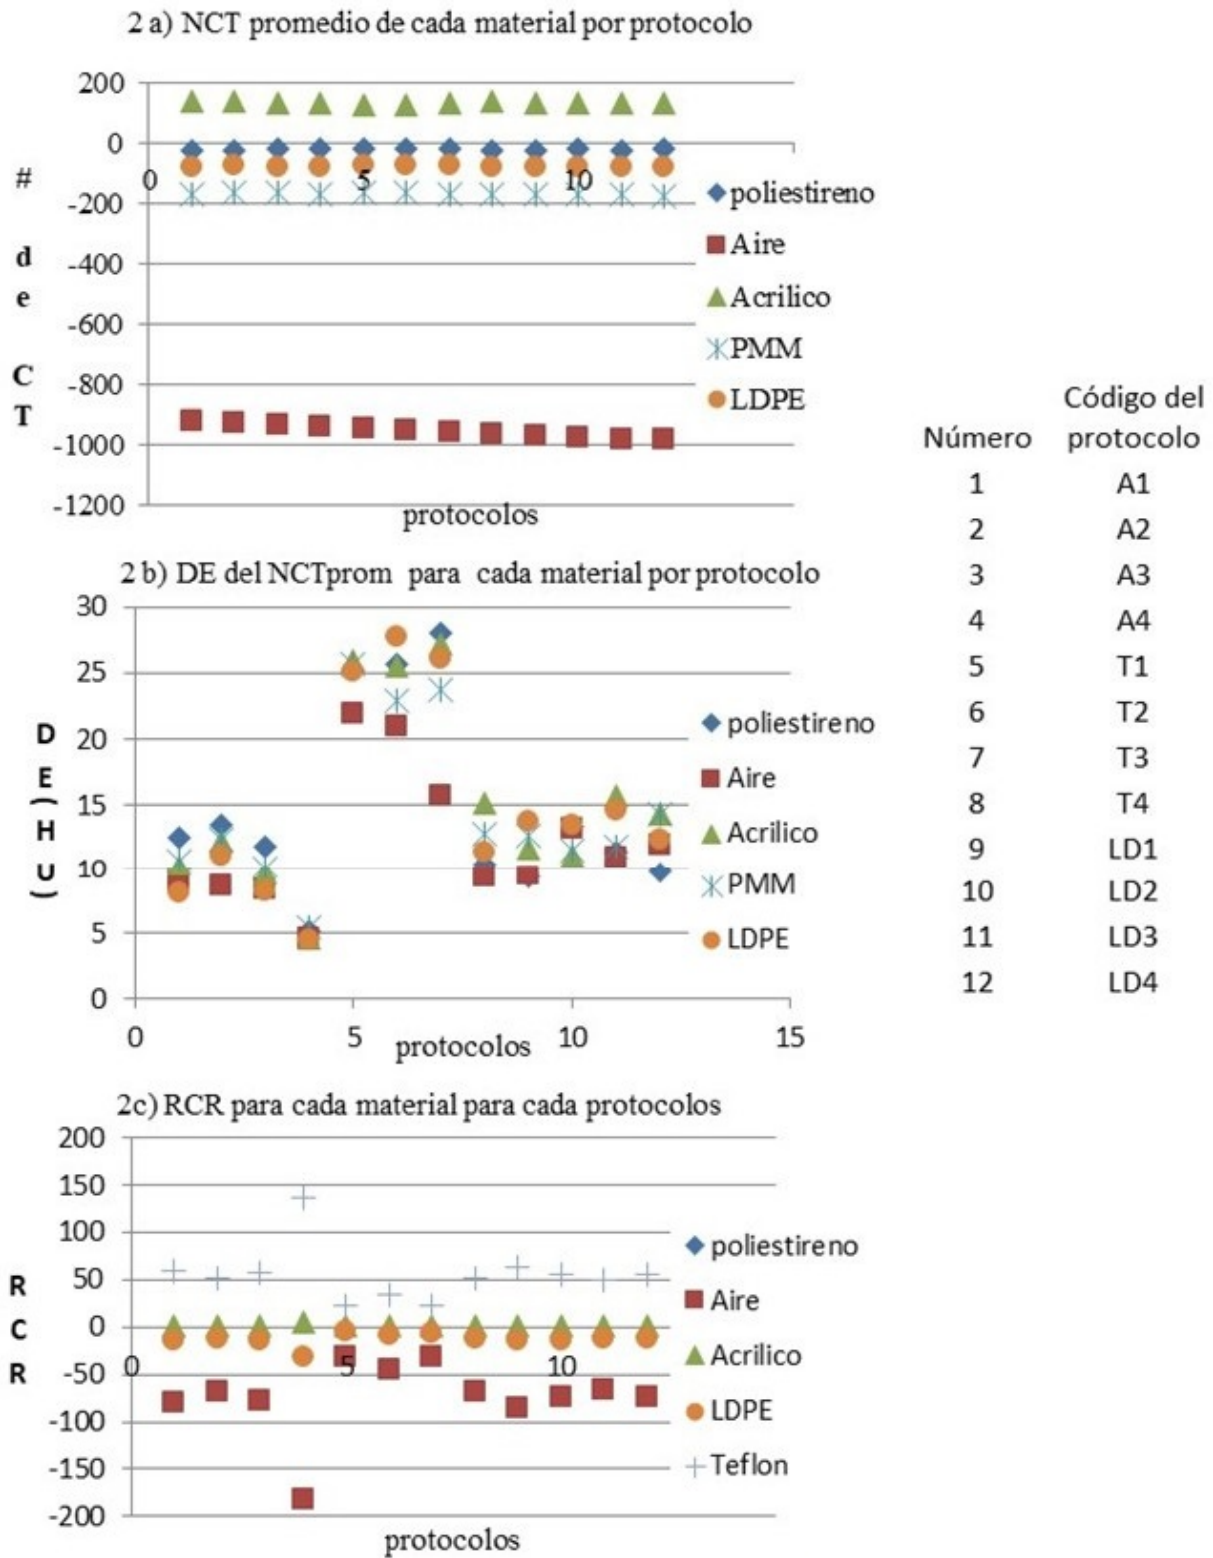 2 a) NCT promedio de cada material por protocolo
200
0
-200
-400
-600
-800
-1000
-1200
# de CT
0
5
10
protocolos
poliestireno
Aire
Acrilico
PMM
LDPE
2 b) DE del NCTprom para cada material por protocolo
30
25
20
15
10
5
0
DE(HU)
0
5
10
15
protocolos
poliestireno
Aire
Acrilico
PMM
LDPE
2c) RCR para cada material para cada protocolos
200
150
100
50
0
-50
-100
-150
-200
RCR
0
5
10
protocolos
poliestireno
Aire
Acrilico
LDPE
Teflon
Código del
Número protocolo
1 A1
2 A2
3 A3
4 A4
5 T1
6 T2
7 T3
8 T4
9 LD1
10 LD2
11 LD3
12 LD4